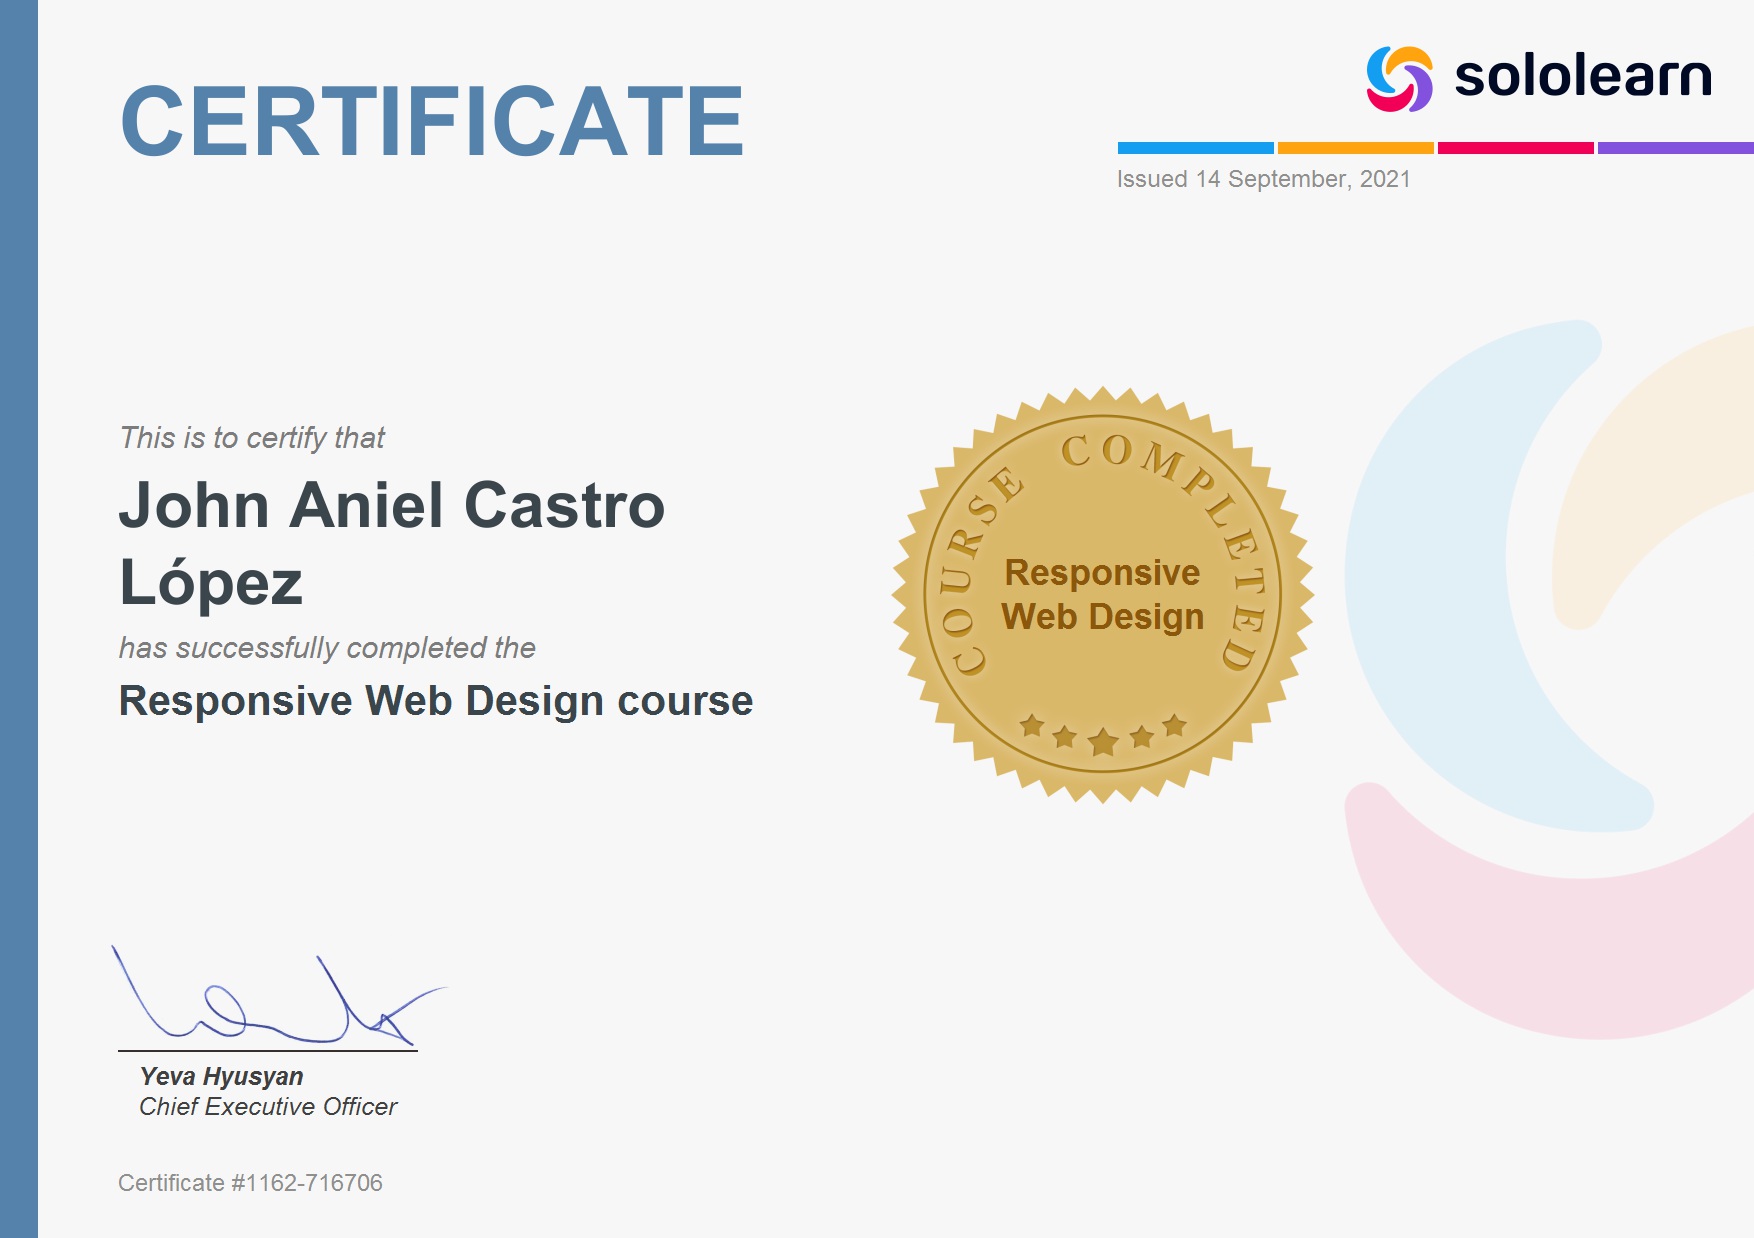 CERTIFICATE
sololearn
Issued 14 September, 2021
This is to certify that
John Aniel Castro
López
has successfully completed the
Responsive Web Design course
COURSE COMPLETED
Responsive
Web Design
Yeva Hyusyan
Chief Executive Officer
Certificate #1162-716706